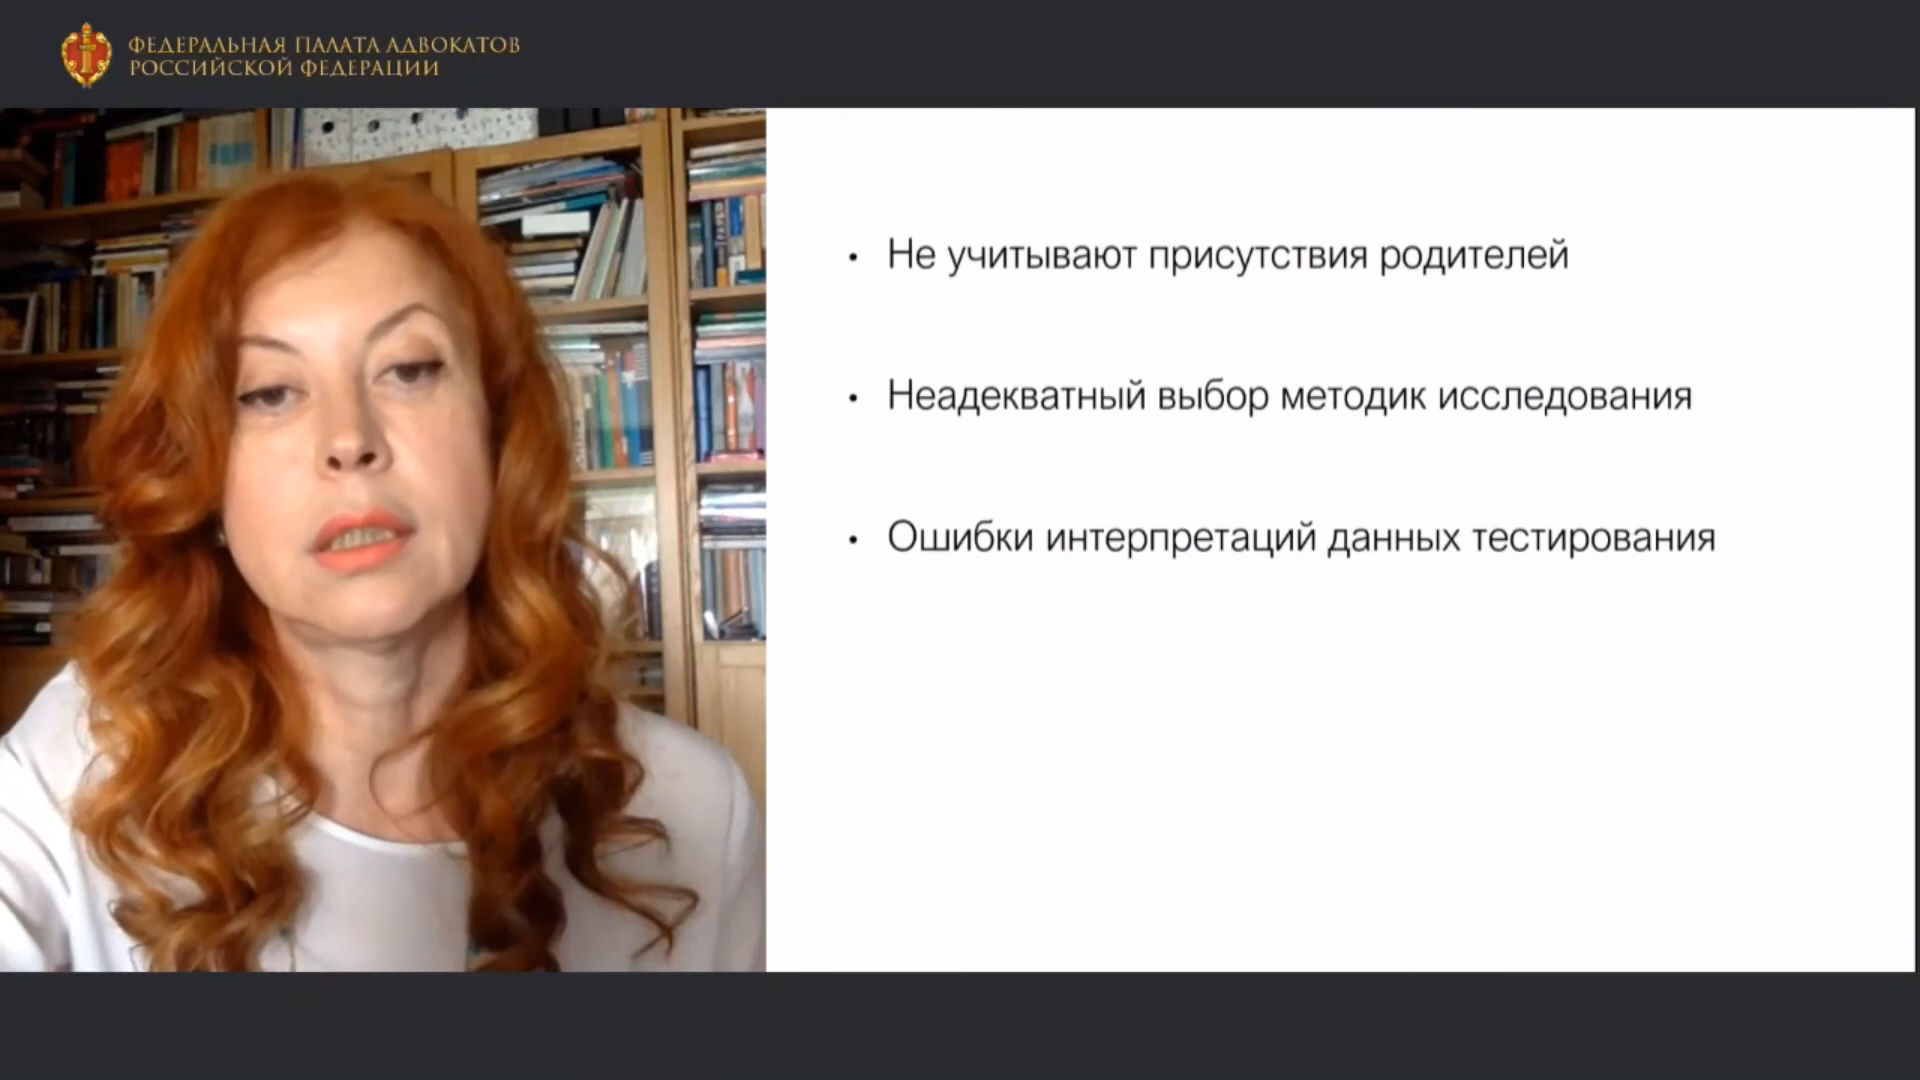 ФЕДЕРАЛЬНАЯ ПАЛАТА АДВОКАТОВ
РОССИЙСКОЙ ФЕДЕРАЦИИ
• Не учитывают присутствия родителей
• Неадекватный выбор методик исследования
• Ошибки интерпретаций данных тестирования